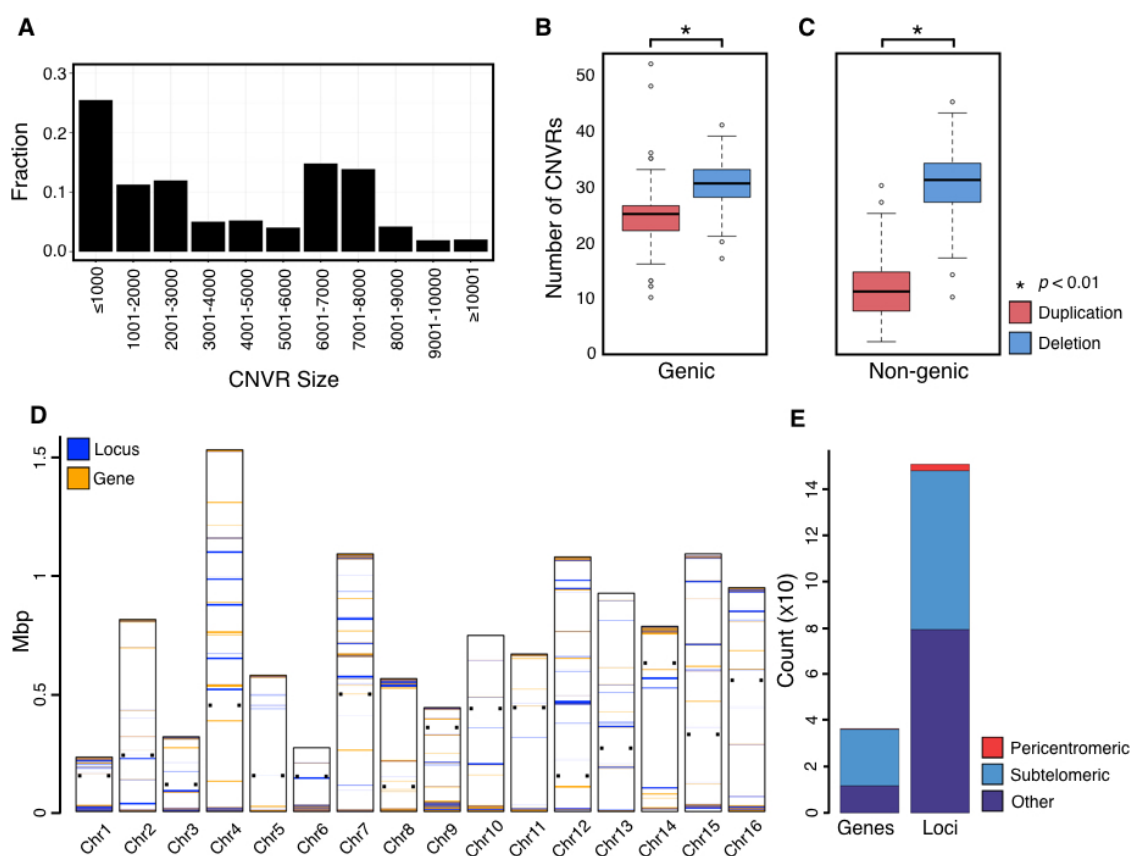 A
Fraction
0.3
0.2
0.1
0.0
≤1000
1001-2000
2001-3000
3001-4000
4001-5000
5001-6000
6001-7000
7001-8000
8001-9000
9001-10000
≥10001
CNVR Size
B
*
Number of CNVRs
50
40
30
20
10
0
Genic
C
*
* p < 0.01
Duplication
Deletion
Non-genic
D
Locus
Gene
Mbp
1.5
1
0.5
0
Chr1
Chr2
Chr3
Chr4
Chr5
Chr6
Chr7
Chr8
Chr9
Chr10
Chr11
Chr12
Chr13
Chr14
Chr15
Chr16
E
Count (x10)
14
12
10
8
6
4
2
0
Pericentromeric
Subtelomeric
Other
Genes Loci